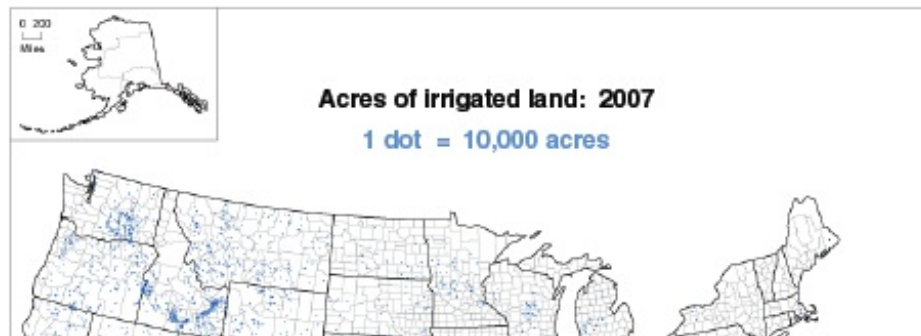 0 200
Miles
Acres of irrigated land: 2007
1 dot = 10,000 acres